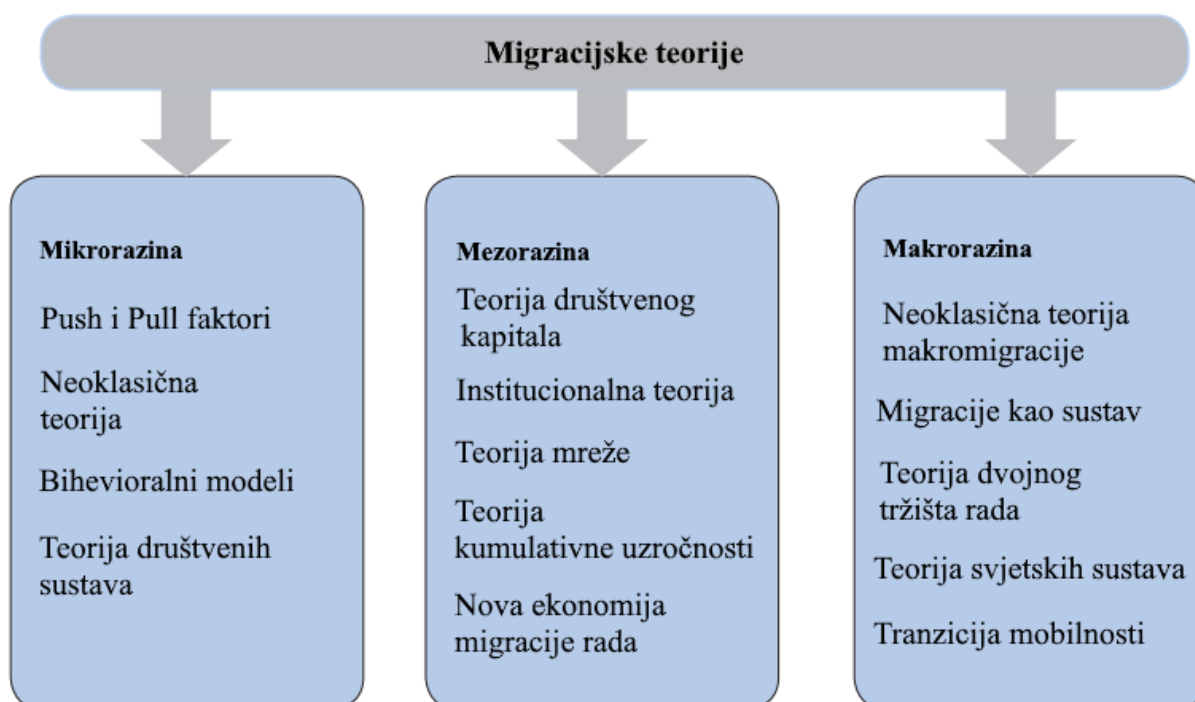 Migracijske teorije
Mikrorazina
Push i Pull faktori
Neoklasična
teorija
Bihevioralni modeli
Teorija društvenih
sustava
Mezorazina
Teorija društvenog
kapitala
Institucionalna teorija
Teorija mreže
Teorija
kumulativne uzročnosti
Nova ekonomija
migracije rada
Makrorazina
Neoklasična teorija
makromigracije
Migracije kao sustav
Teorija dvojnog
tržišta rada
Teorija svjetskih sustava
Tranzicija mobilnosti